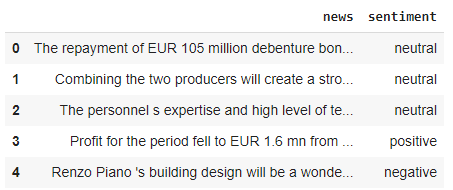 news sentiment
0 The repayment of EUR 105 million debenture bon... neutral
1 Combining the two producers will create a stro... neutral
2 The personnel s expertise and high level of te... neutral
3 Profit for the period fell to EUR 1.6 mn from ... positive
4 Renzo Piano 's building design will be a wonde... negative